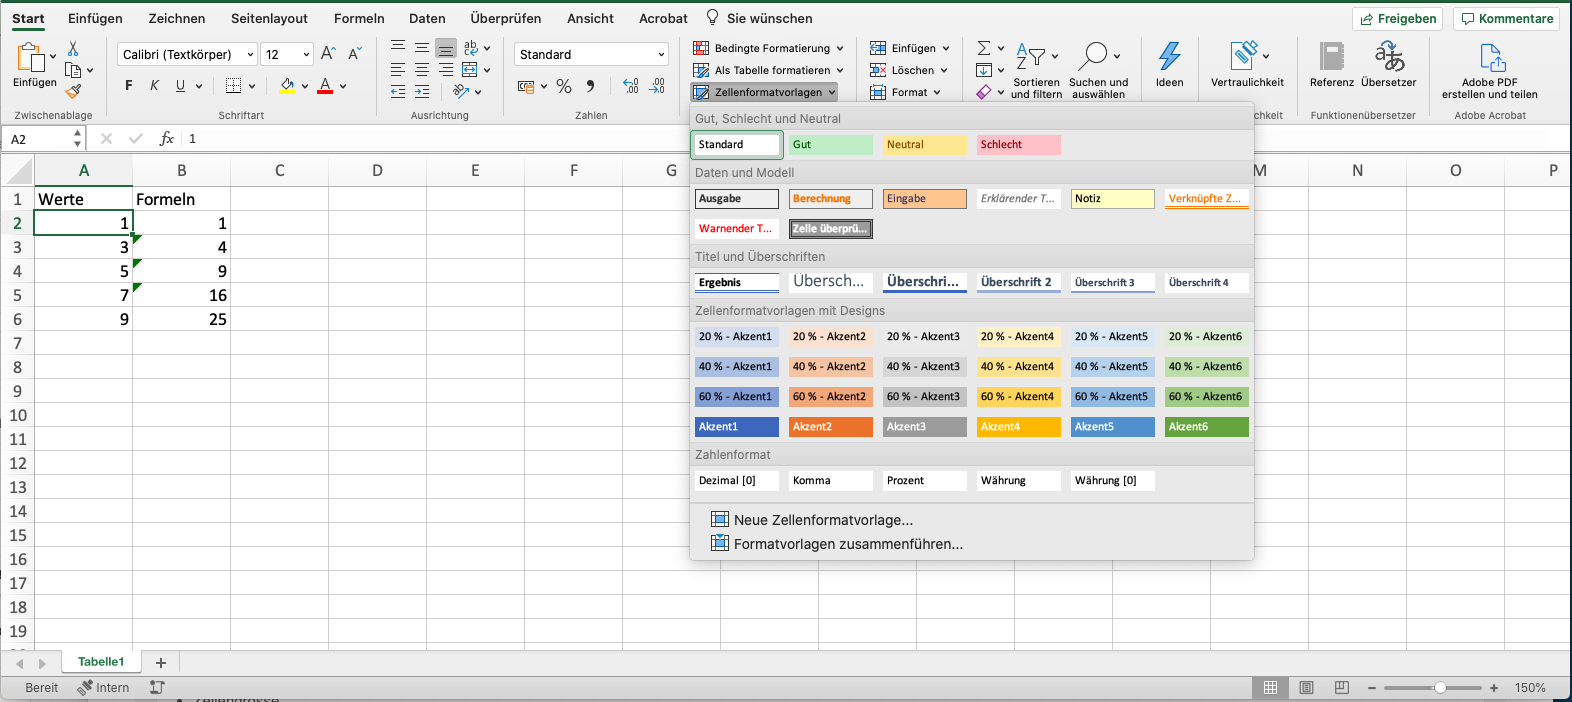 Start Einfügen Zeichnen Seitenlayout Formeln Daten Überprüfen Ansicht Acrobat Sie wünschen Freigeben Kommentare
Einfügen
Zwischenablage
Calibri (Textkörper) 12
F K U
A
Schriftart
ab
Ausrichtung
Standard
%
Zahlen
Bedingte Formatierung
Als Tabelle formatieren
Zellenformatvorlagen
Einfügen
Löschen
Format
Sortieren
und filtern
Suchen und
auswählen
Ideen
Vertraulichkeit
chkeit
Referenz Übersetzer
Funktionenübersetzer
Adobe PDF
erstellen und teilen
Adobe Acrobat
A2 fx 1
A B C D E F G M N O P
1 Werte Formeln
2 1 1
3 3 4
4 5 9
5 7 16
6 9 25
7
8
9
10
11
12
13
14
15
16
17
18
19
Gut, Schlecht und Neutral
Standard Gut Neutral Schlecht
Daten und Modell
Ausgabe Berechnung Eingabe Erklärender T... Notiz Verknüpfte Z...
Warnender T... Zelle überprü...
Titel und Überschriften
Ergebnis Übersch... Überschri... Überschrift 2 Überschrift 3 Überschrift 4
Zellenformatvorlagen mit Designs
20 % - Akzent1 20 % - Akzent2 20 % - Akzent3 20 % - Akzent4 20 % - Akzent5 20 % - Akzent6
40 % - Akzent1 40 % - Akzent2 40 % - Akzent3 40 % - Akzent4 40 % - Akzent5 40 % - Akzent6
60 % - Akzent1 60 % - Akzent2 60 % - Akzent3 60 % - Akzent4 60 % - Akzent5 60 % - Akzent6
Akzent1 Akzent2 Akzent3 Akzent4 Akzent5 Akzent6
Zahlenformat
Dezimal [0] Komma Prozent Währung Währung [0]
Neue Zellenformatvorlage...
Formatvorlagen zusammenführen...
Tabelle1 +
Bereit Intern 150%